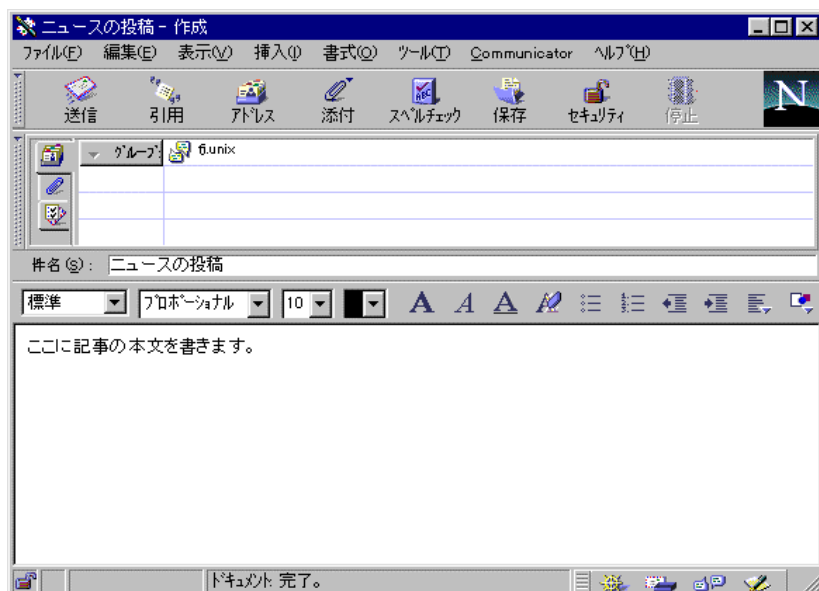 ニュースの投稿 - 作成
ファイル(F) 編集(E) 表示(V) 挿入(I) 書式(O) ツール(T) Communicator ヘルプ(H)
送信 引用 アドレス 添付 スペルチェック 保存 セキュリティ 停止 N
グループ: fj.unix
件名(S): ニュースの投稿
標準 プロポーショナル 10 A A A
ここに記事の本文を書きます。
ドキュメント: 完了。